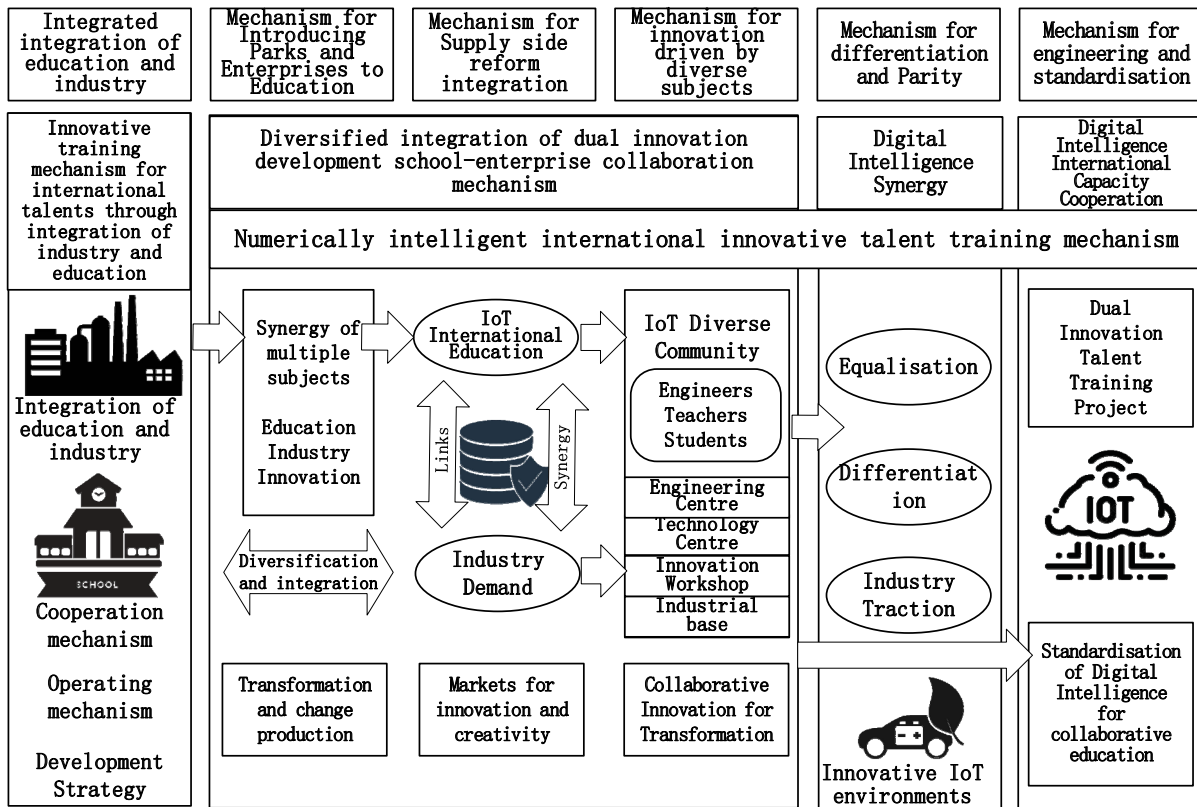 Integrated
integration of
education and
industry
Mechanism for
Introducing
Parks and
Enterprises to
Education
Mechanism for
Supply side
reform
integration
Mechanism for
innovation
driven by
diverse
subjects
Mechanism for
differentiation
and Parity
Mechanism for
engineering and
standardisation
Innovative
training
mechanism for
international
talents through
integration of
industry and
education
Diversified integration of dual innovation
development school-enterprise collaboration
mechanism
Digital
Intelligence
Synergy
Digital
Intelligence
International
Capacity
Cooperation
Numerically intelligent international innovative talent training mechanism
Integration of
education and
industry
SCHOOL
Cooperation
mechanism
Operating
mechanism
Development
Strategy
Synergy of
multiple
subjects
Education
Industry
Innovation
Diversification
and integration
Transformation
and change
production
IoT
International
Education
Links
Synergy
Industry
Demand
Markets for
innovation and
creativity
IoT Diverse
Community
Engineers
Teachers
Students
Engineering
Centre
Technology
Centre
Innovation
Workshop
Industrial
base
Collaborative
Innovation for
Transformation
Equalisation
Differentiat
ion
Industry
Traction
Innovative IoT
environments
Dual
Innovation
Talent
Training
Project
IOT
Standardisation
of Digital
Intelligence
for
collaborative
education